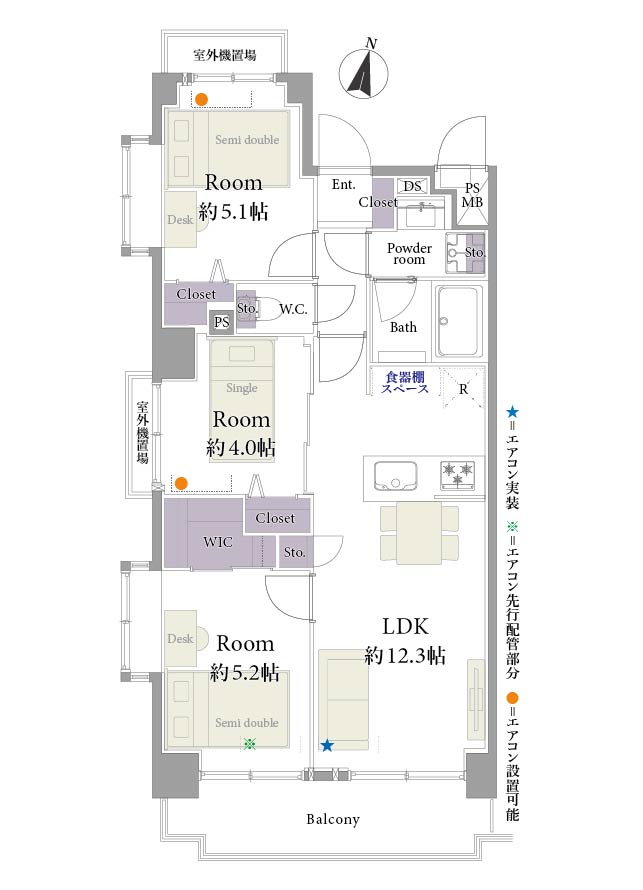 N
室外機置場
Semi double
Room
約5.1帖
Desk
Ent.
Closet
DS
PS
MB
Powder
room
Sto.
Closet
Sto.
W.C.
PS
Bath
食器棚
スペース
R
Single
Room
約4.0帖
室外機置場
Closet
WIC
Sto.
Desk
Room
約5.2帖
Semi double
※
LDK
約12.3帖
★
Balcony
★=エアコン実装 ※=エアコン先行配管部分 ●=エアコン設置可能